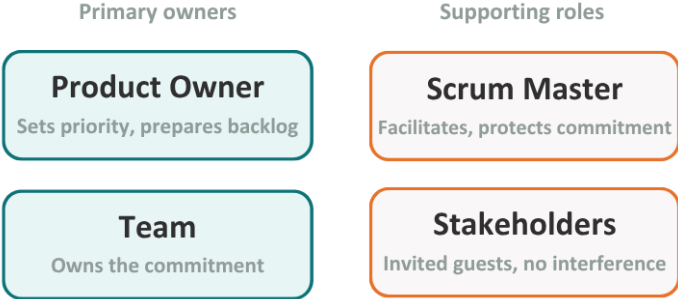 Primary owners
Supporting roles
Product Owner
Sets priority, prepares backlog
Scrum Master
Facilitates, protects commitment
Team
Owns the commitment
Stakeholders
Invited guests, no interference